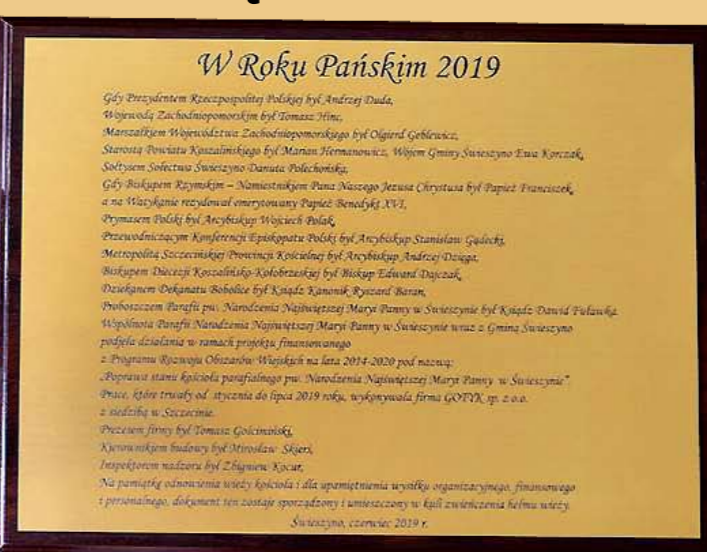 W Roku Pańskim 2019
Gdy Prezydentem Rzeczpospolitej Polskiej był Andrzej Duda,
Wojewodą Zachodniopomorskim był Tomasz Hinc,
Marszałkiem Województwa Zachodniopomorskiego był Olgierd Geblewicz,
Starostą Powiatu Koszalińskiego był Marian Hermanowicz, Wójem Gminy Świeszyno Ewa Korczak,
Sołtysem Sołectwa Świeszyno Danuta Połechońska,
Gdy Biskupem Rzymskim – Namiestnikiem Pana Naszego Jezusa Chrystusa był Papież Franciszek,
a na Watykanie rezydował emerytowany Papież Benedykt XVI,
Prymasem Polski był Arcybiskup Wojciech Polak,
Przewodniczącym Konferencji Episkopatu Polski był Arcybiskup Stanisław Gądecki,
Metropolitą Szczecińskiej Prowincji Kościelnej był Arcybiskup Andrzej Dzięga,
Biskupem Diecezji Koszalińsko-Kołobrzeskiej był Biskup Edward Dajczak,
Dziekanem Dekanatu Bobolice był Ksiądz Kanonik Ryszard Baran,
Proboszczem Parafii pw. Narodzenia Najświętszej Maryi Panny w Świeszynie był Ksiądz Dawid Fuławka.
Wspólnota Parafii Narodzenia Najświętszej Maryi Panny w Świeszynie wraz z Gminą Świeszyno
podjęła działania w ramach projektu finansowanego
z Programu Rozwoju Obszarów Wiejskich na lata 2014-2020 pod nazwą:
„Poprawa stanu kościoła parafialnego pw. Narodzenia Najświętszej Maryi Panny w Świeszynie"
Prace, które trwały od stycznia do lipca 2019 roku, wykonywała firma GOTYK sp. z o.o.
z siedzibą w Szczecinie.
Prezesem firmy był Tomasz Gościmiński,
Kierownikiem budowy był Mirosław Skierś,
Inspektorem nadzoru był Zbigniew Kocur,
Na pamiątkę odnowienia wieży kościoła i dla upamiętnienia wysiłku organizacyjnego, finansowego
i personalnego, dokument ten zostaje sporządzony i umieszczony w kuli zwieńczenia hełmu wieży.
Świeszyno, czerwiec 2019 r.